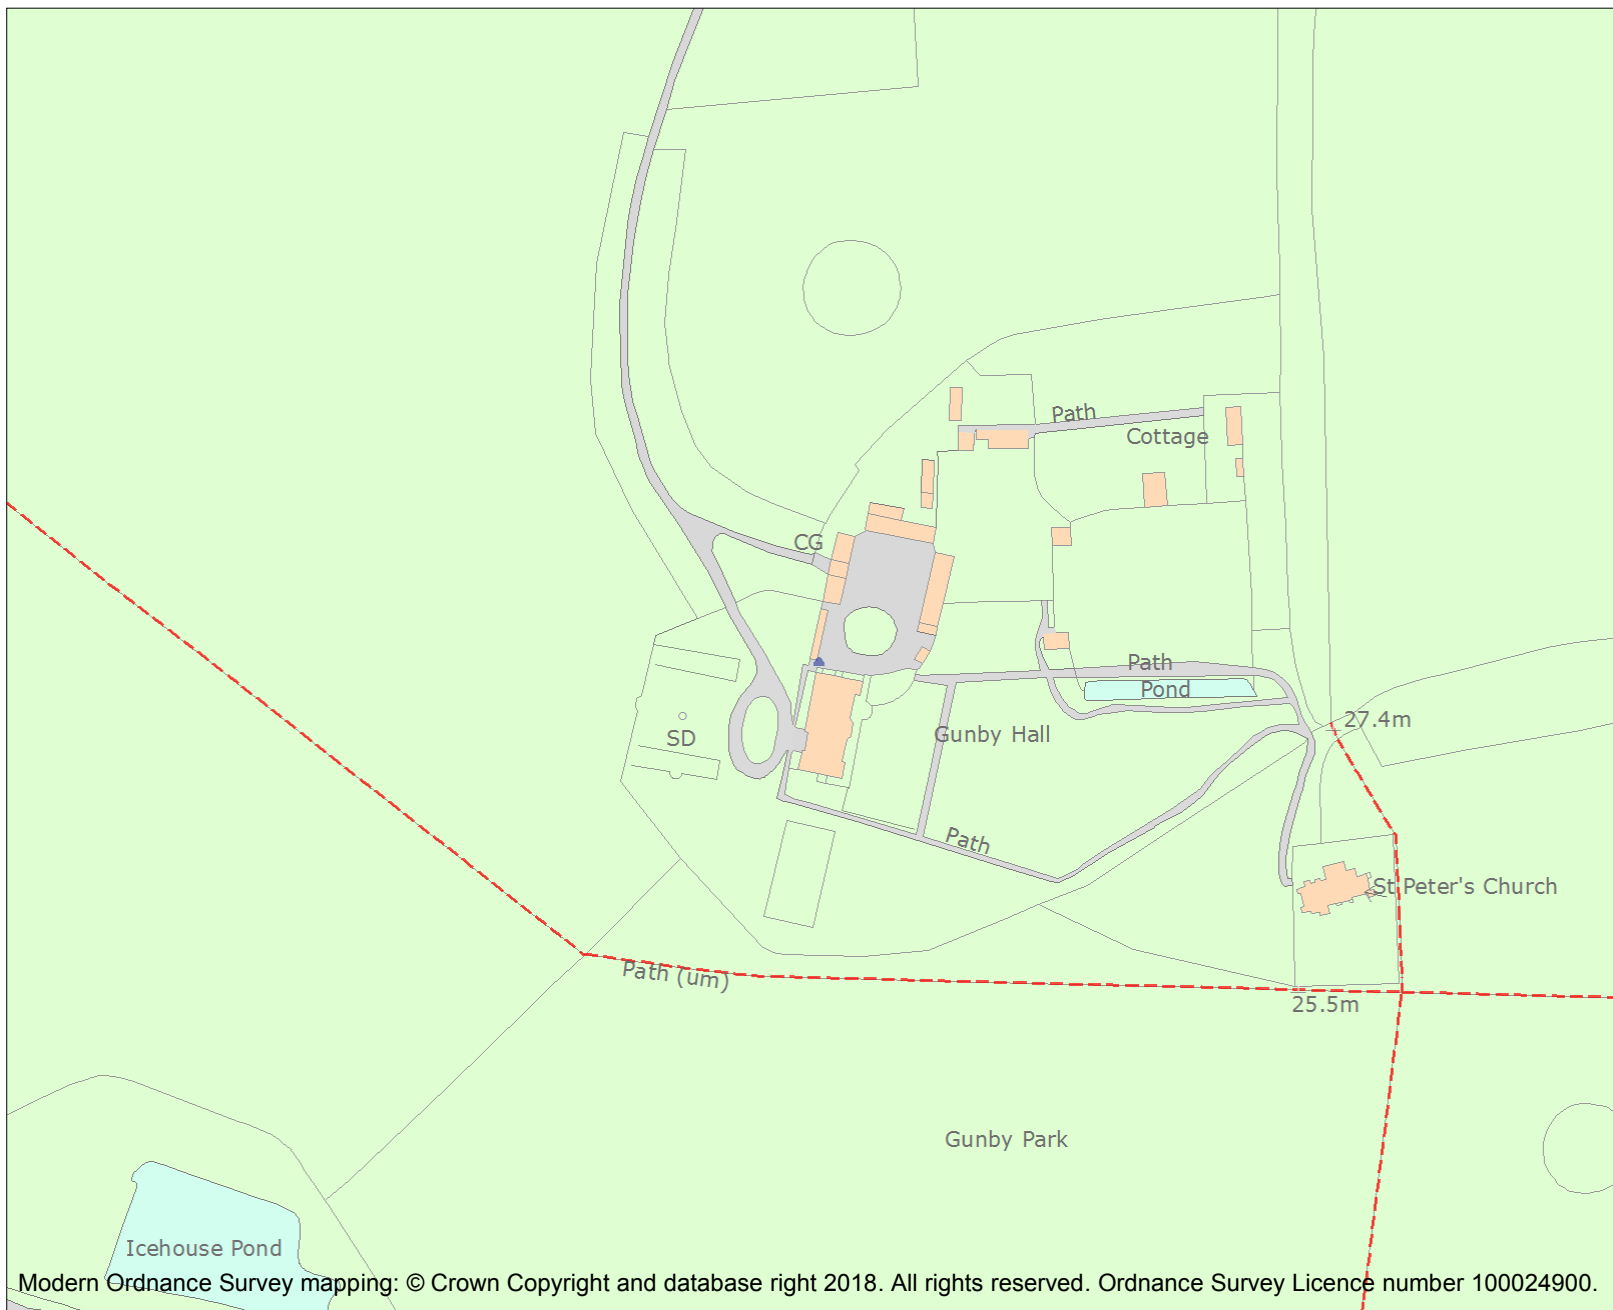 Path
Cottage
CG
Path
Pond
27.4m
Gunby Hall
SD
Path
St Peter's Church
Path (um)
25.5m
Gunby Park
Icehouse Pond
Modern Ordnance Survey mapping: © Crown Copyright and database right 2018. All rights reserved. Ordnance Survey Licence number 100024900.